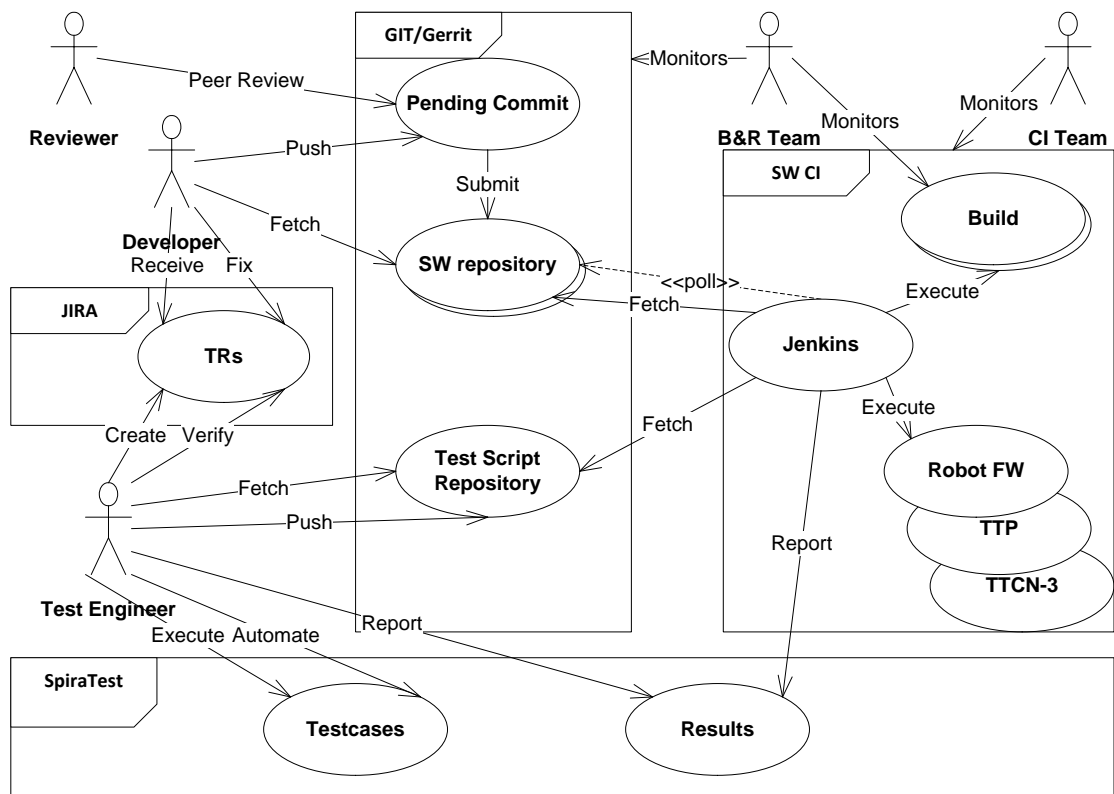 GIT/Gerrit
Monitors
Peer Review
Pending Commit
Reviewer
B&R Team
CI Team
Monitors
Monitors
Push
SW CI
Submit
Build
Fetch
Developer
Receive
Fix
SW repository
<<poll>>
Execute
JIRA
Fetch
TRs
Jenkins
Execute
Create
Verify
Fetch
Test Script
Repository
Robot FW
Fetch
Push
TTP
Report
TTCN-3
Test Engineer
Report
Execute
Automate
SpiraTest
Testcases
Results